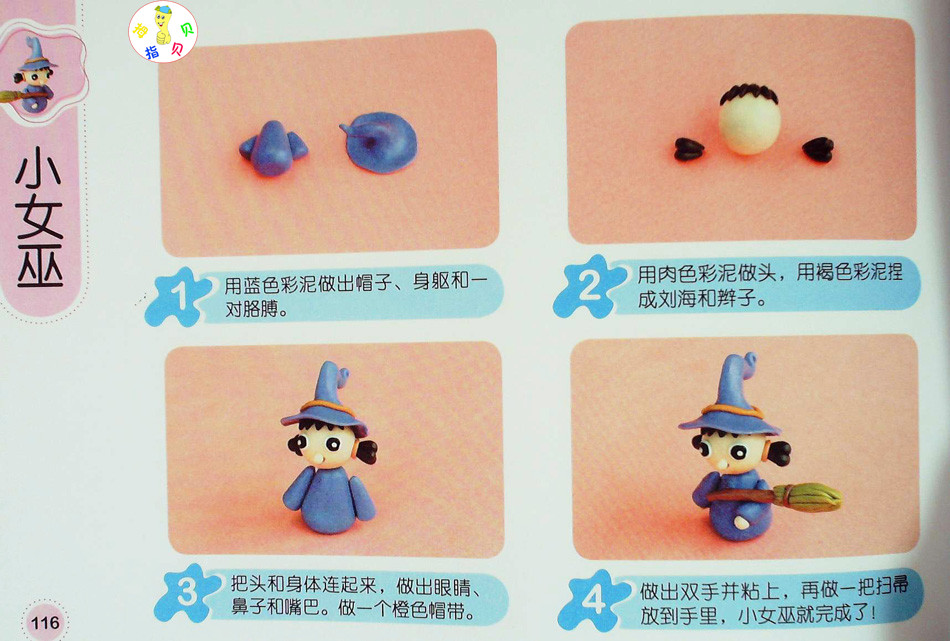 指贝贝
小女巫
1
用蓝色彩泥做出帽子、身躯和一
对胳膊。
2
用肉色彩泥做头，用褐色彩泥捏
成刘海和辫子。
3
把头和身体连起来，做出眼睛、
鼻子和嘴巴。做一个橙色帽带。
4
做出双手并粘上，再做一把扫帚
放到手里，小女巫就完成了！
116